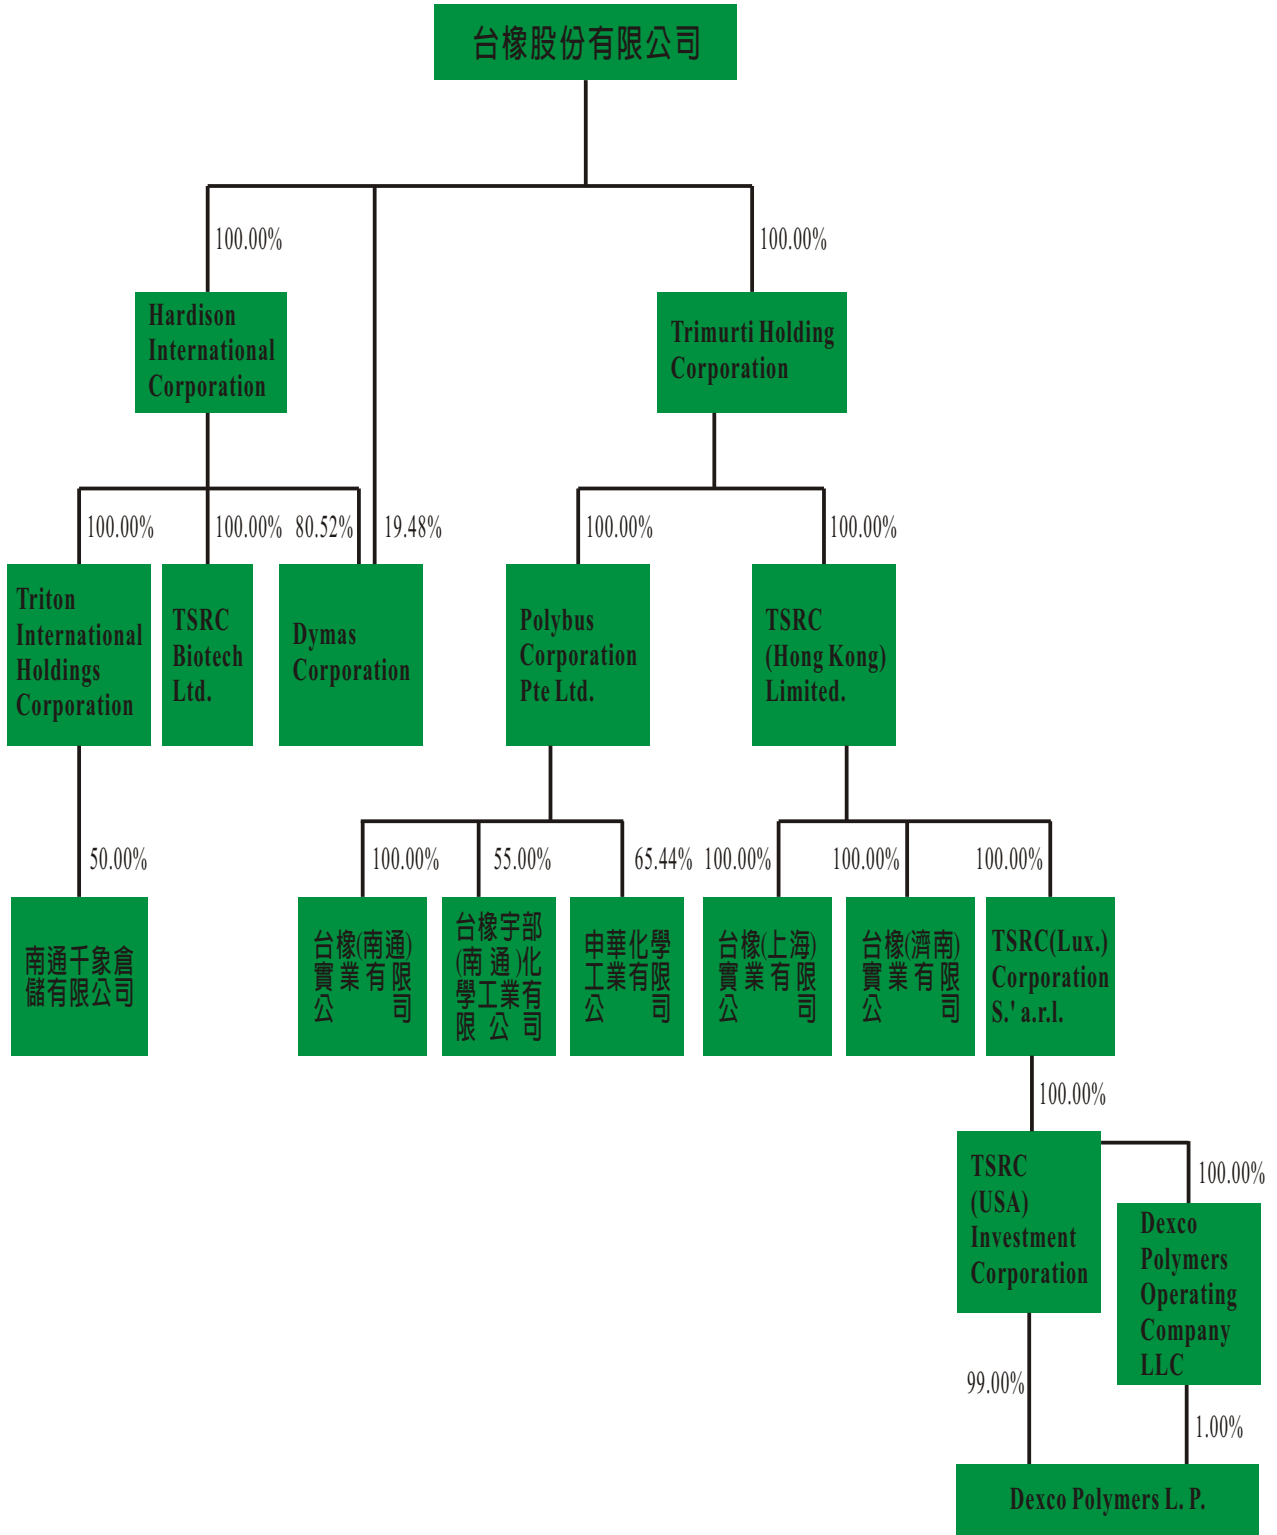 台橡股份有限公司
100.00%
100.00%
Hardison
International
Corporation
Trimurti Holding
Corporation
100.00%
100.00%
80.52%
19.48%
100.00%
100.00%
Triton
International
Holdings
Corporation
TSRC
Biotech
Ltd.
Dymas
Corporation
Polybus
Corporation
Pte Ltd.
TSRC
(Hong Kong)
Limited.
50.00%
100.00%
55.00%
65.44%
100.00%
100.00%
100.00%
南通千象倉
儲有限公司
台橡(南通)
實業有限
公司
台橡宇部
(南通)化
學工業有
限公司
申華化學
工業有限
公司
台橡(上海)
實業有限
公司
台橡(濟南)
實業有限
公司
TSRC(Lux.)
Corporation
S.' a.r.l.
100.00%
TSRC
(USA)
Investment
Corporation
100.00%
Dexco
Polymers
Operating
Company
LLC
99.00%
1.00%
Dexco Polymers L. P.